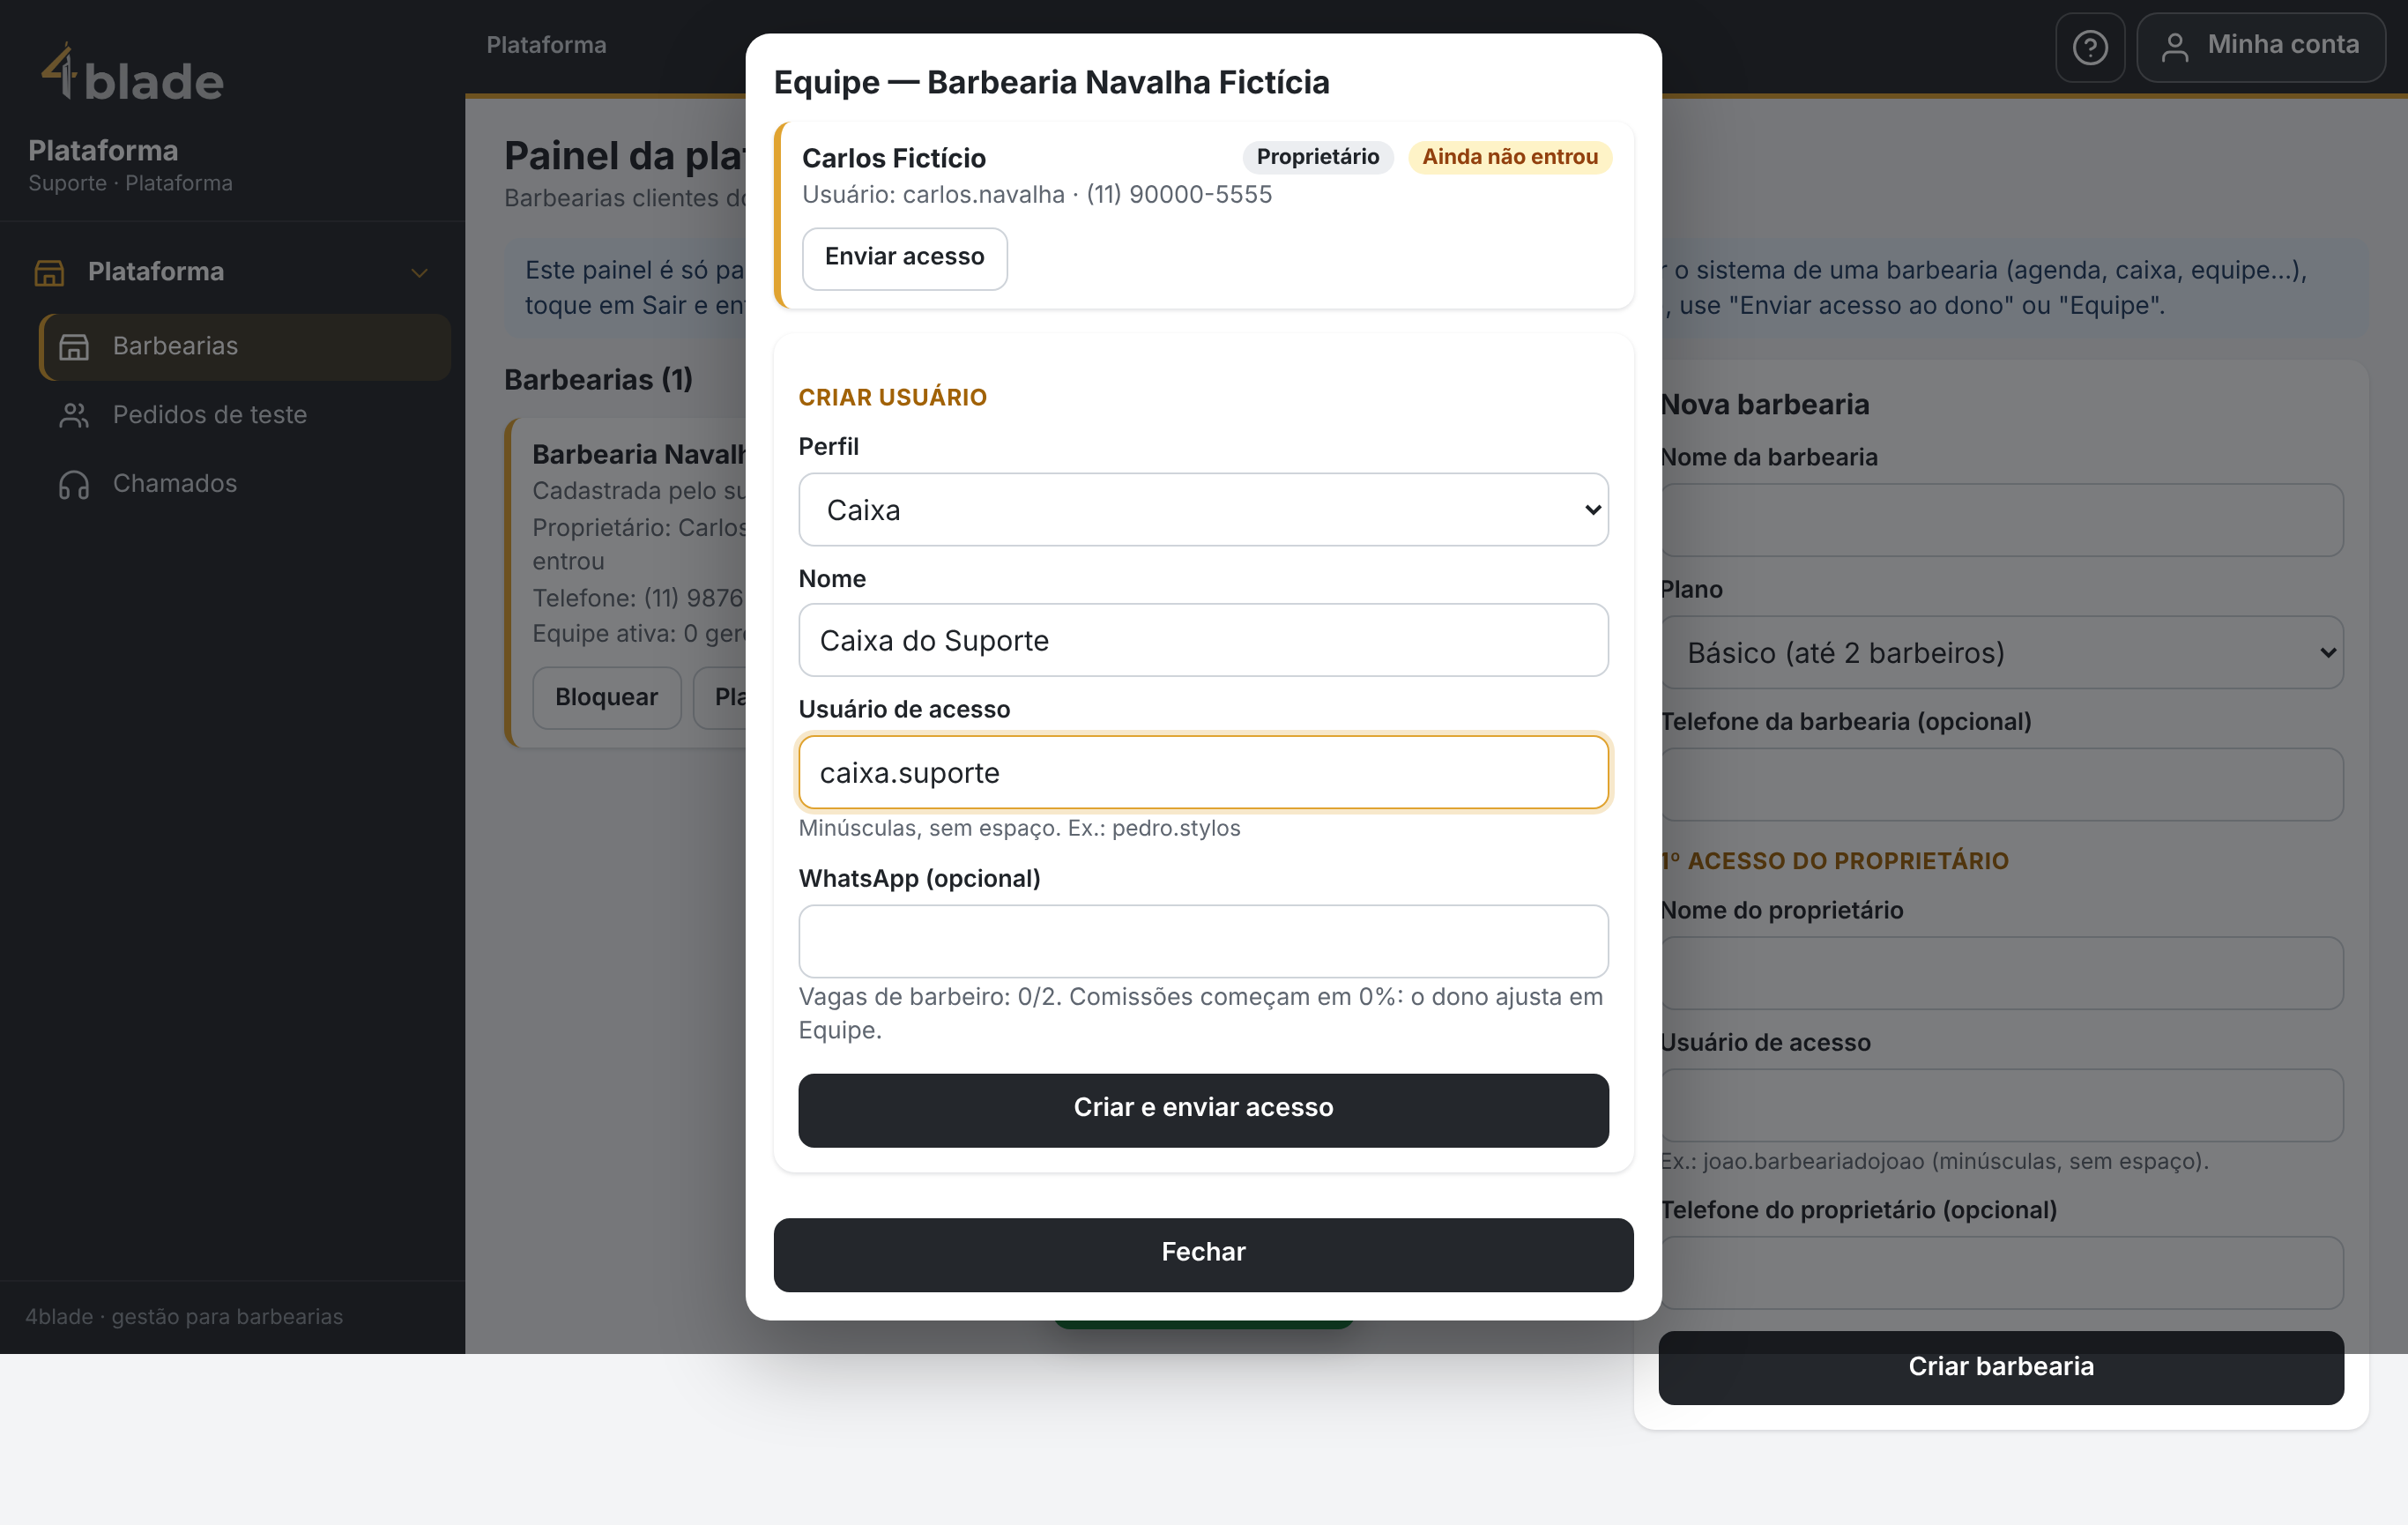 4blade
Plataforma
Suporte · Plataforma
Plataforma
Barbearias
Pedidos de teste
Chamados
4blade · gestão para barbearias
Plataforma
Minha conta
Painel da
Barbearias clientes
Este painel é só
r o sistema de uma barbearia (agenda, caixa, equipe...),
toque em Sair e
, use "Enviar acesso ao dono" ou "Equipe".
Barbearias (1)
Barbearia
Cadastrada pelo
Proprietário: Carlos
entrou
Telefone: (11) 9876
Equipe ativa: 0
Bloquear
Equipe — Barbearia Navalha Fictícia
Carlos Fictício
Proprietário
Ainda não entrou
Usuário: carlos.navalha · (11) 90000-5555
Enviar acesso
CRIAR USUÁRIO
Perfil
Caixa
Nome
Caixa do Suporte
Usuário de acesso
caixa.suporte
Minúsculas, sem espaço. Ex.: pedro.stylos
WhatsApp (opcional)
Vagas de barbeiro: 0/2. Comissões começam em 0%: o dono ajusta em
Equipe.
Criar e enviar acesso
Fechar
Nova barbearia
Nome da barbearia
Plano
Básico (até 2 barbeiros)
Telefone da barbearia (opcional)
1º ACESSO DO PROPRIETÁRIO
Nome do proprietário
Usuário de acesso
Ex.: joao.barbeariadojoao (minúsculas, sem espaço).
Telefone do proprietário (opcional)
Criar barbearia